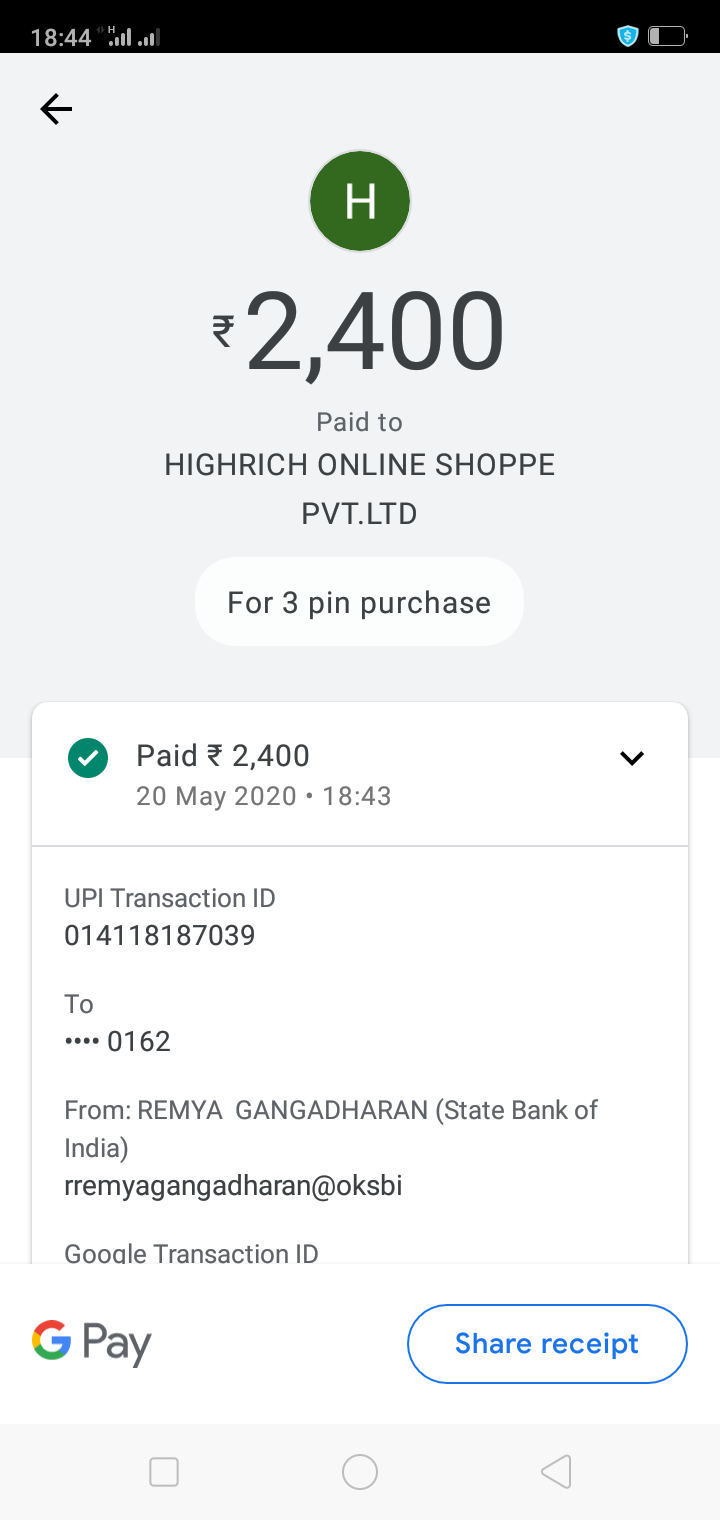 18:44 H
H
₹2,400
Paid to
HIGHRICH ONLINE SHOPPE
PVT.LTD
For 3 pin purchase
Paid ₹ 2,400
20 May 2020 • 18:43
UPI Transaction ID
014118187039
To
•••• 0162
From: REMYA  GANGADHARAN (State Bank of
India)
rremyagangadharan@oksbi
Google Transaction ID
G Pay
Share receipt